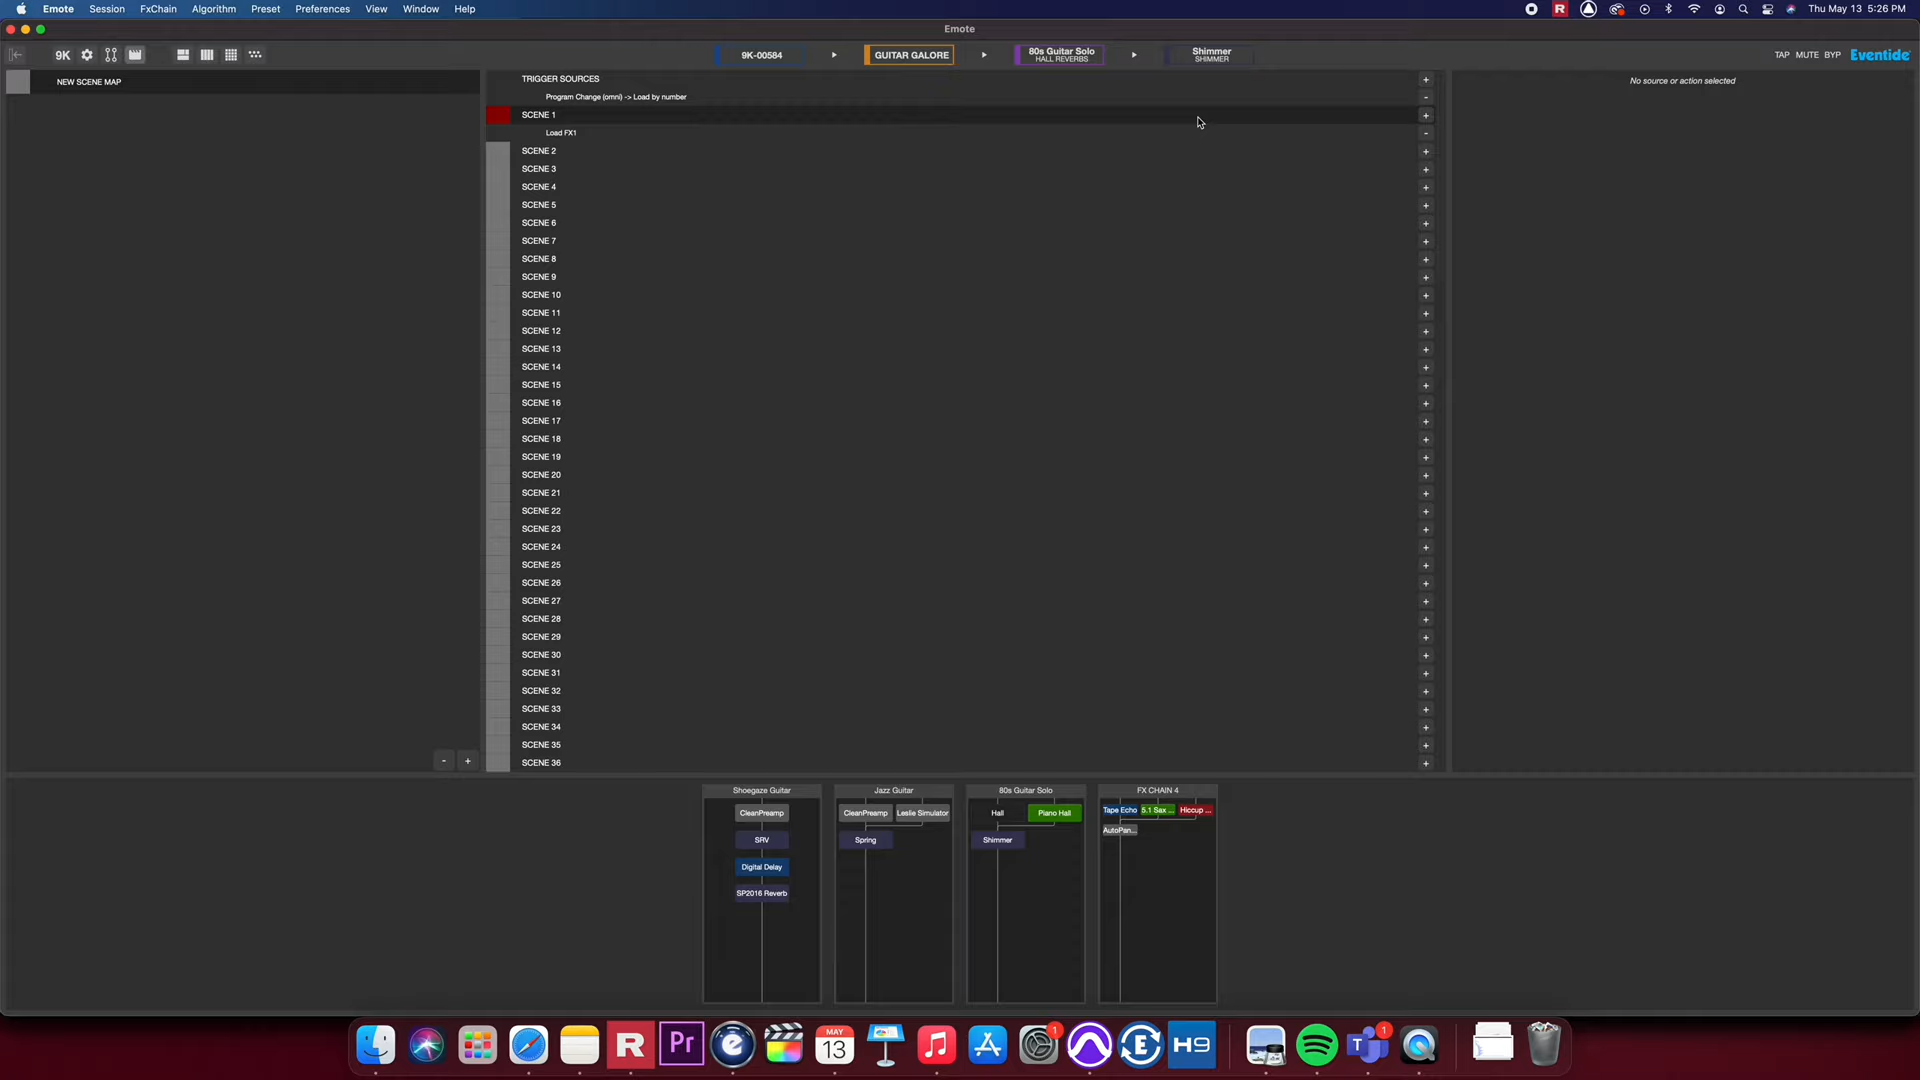 Emote Session FxChain Algorithm Preset Preferences View Window Help R Thu May 13 5:26 PM
Emote
9K 9K-00584 GUITAR GALORE 80s Guitar Solo Shimmer TAP MUTE BYP Eventide
HALL REVERBS SHIMMER
NEW SCENE MAP
TRIGGER SOURCES +
Program Change (omni) -> Load by number -
SCENE 1 +
Load FX1 -
SCENE 2 +
SCENE 3 +
SCENE 4 +
SCENE 5 +
SCENE 6 +
SCENE 7 +
SCENE 8 +
SCENE 9 +
SCENE 10 +
SCENE 11 +
SCENE 12 +
SCENE 13 +
SCENE 14 +
SCENE 15 +
SCENE 16 +
SCENE 17 +
SCENE 18 +
SCENE 19 +
SCENE 20 +
SCENE 21 +
SCENE 22 +
SCENE 23 +
SCENE 24 +
SCENE 25 +
SCENE 26 +
SCENE 27 +
SCENE 28 +
SCENE 29 +
SCENE 30 +
SCENE 31 +
SCENE 32 +
SCENE 33 +
SCENE 34 +
SCENE 35 +
SCENE 36 +
- +
No source or action selected
Shoegaze Guitar
CleanPreamp
SRV
Digital Delay
SP2016 Reverb
Jazz Guitar
CleanPreamp Leslie Simulator
Spring
80s Guitar Solo
Hall Piano Hall
Shimmer
FX CHAIN 4
Tape Echo 5.1 Sax ... Hiccup ...
AutoPan...
R Pr e MAY 13 1 E H9 1